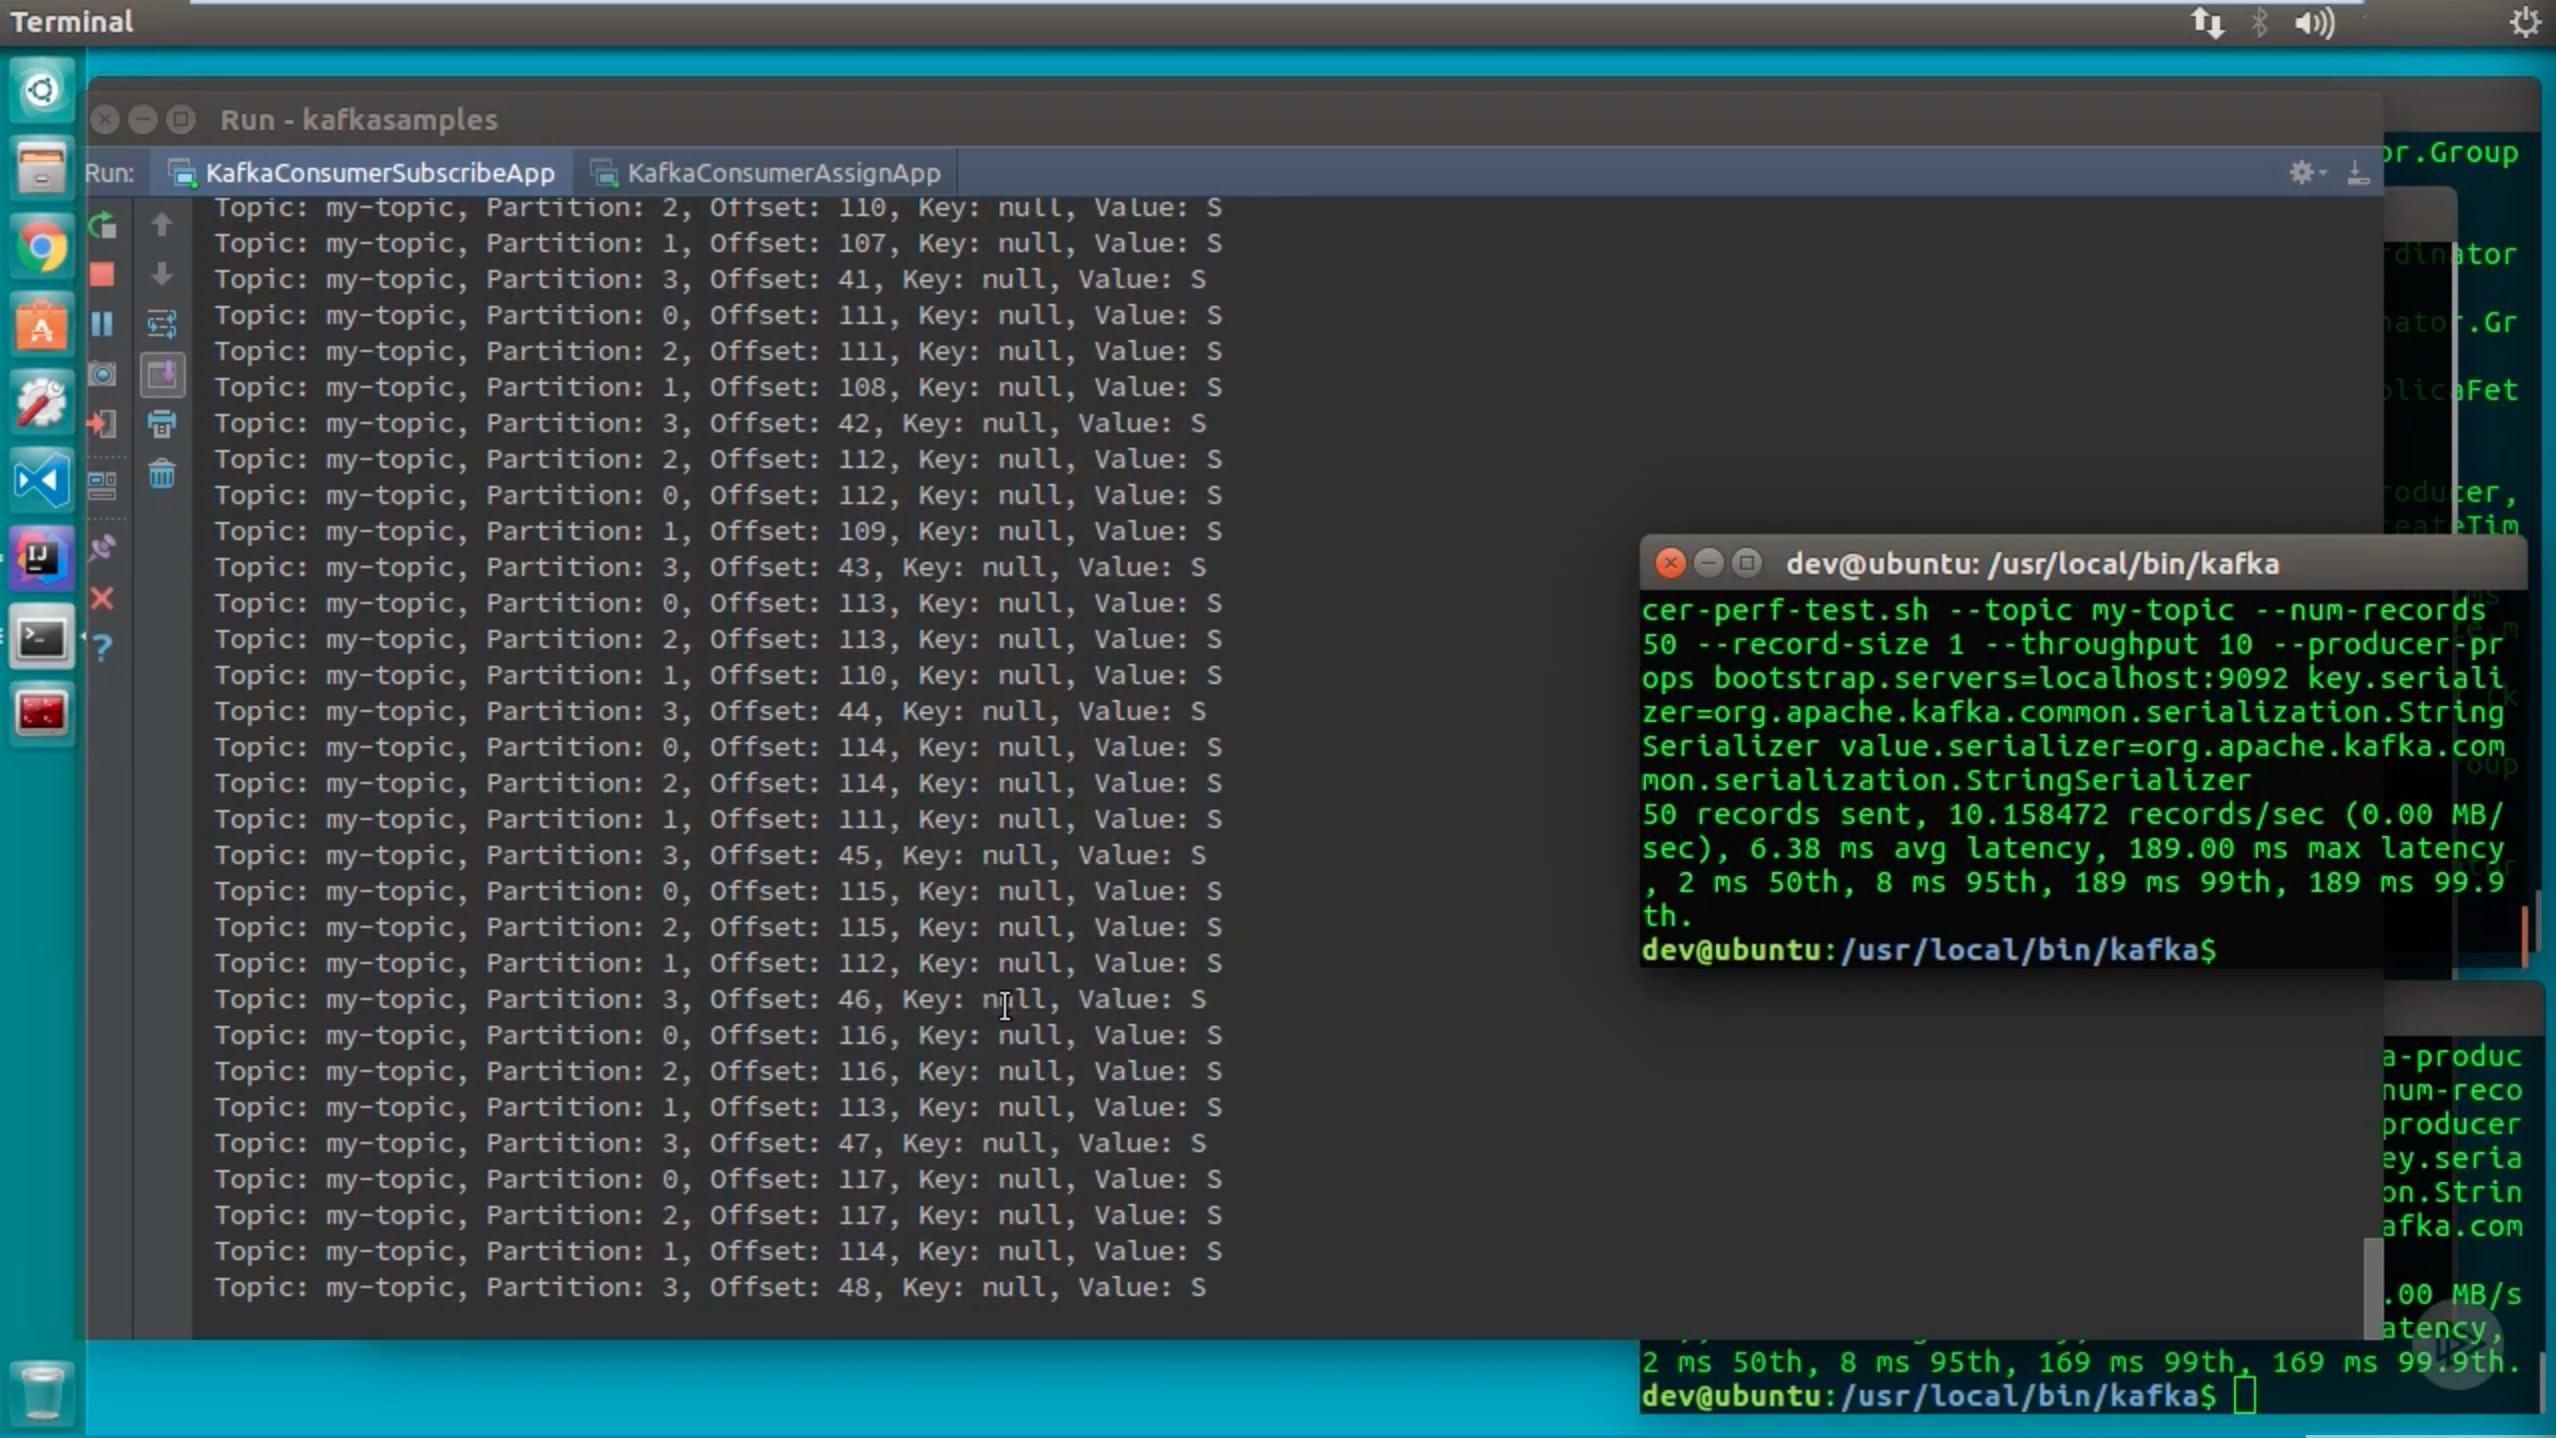 Terminal
Run - kafkasamples
Run: KafkaConsumerSubscribeApp KafkaConsumerAssignApp
Topic: my-topic, Partition: 2, Offset: 110, Key: null, Value: S
Topic: my-topic, Partition: 1, Offset: 107, Key: null, Value: S
Topic: my-topic, Partition: 3, Offset: 41, Key: null, Value: S
Topic: my-topic, Partition: 0, Offset: 111, Key: null, Value: S
Topic: my-topic, Partition: 2, Offset: 111, Key: null, Value: S
Topic: my-topic, Partition: 1, Offset: 108, Key: null, Value: S
Topic: my-topic, Partition: 3, Offset: 42, Key: null, Value: S
Topic: my-topic, Partition: 2, Offset: 112, Key: null, Value: S
Topic: my-topic, Partition: 0, Offset: 112, Key: null, Value: S
Topic: my-topic, Partition: 1, Offset: 109, Key: null, Value: S
Topic: my-topic, Partition: 3, Offset: 43, Key: null, Value: S
Topic: my-topic, Partition: 0, Offset: 113, Key: null, Value: S
Topic: my-topic, Partition: 2, Offset: 113, Key: null, Value: S
Topic: my-topic, Partition: 1, Offset: 110, Key: null, Value: S
Topic: my-topic, Partition: 3, Offset: 44, Key: null, Value: S
Topic: my-topic, Partition: 0, Offset: 114, Key: null, Value: S
Topic: my-topic, Partition: 2, Offset: 114, Key: null, Value: S
Topic: my-topic, Partition: 1, Offset: 111, Key: null, Value: S
Topic: my-topic, Partition: 3, Offset: 45, Key: null, Value: S
Topic: my-topic, Partition: 0, Offset: 115, Key: null, Value: S
Topic: my-topic, Partition: 2, Offset: 115, Key: null, Value: S
Topic: my-topic, Partition: 1, Offset: 112, Key: null, Value: S
Topic: my-topic, Partition: 3, Offset: 46, Key: null, Value: S
Topic: my-topic, Partition: 0, Offset: 116, Key: null, Value: S
Topic: my-topic, Partition: 2, Offset: 116, Key: null, Value: S
Topic: my-topic, Partition: 1, Offset: 113, Key: null, Value: S
Topic: my-topic, Partition: 3, Offset: 47, Key: null, Value: S
Topic: my-topic, Partition: 0, Offset: 117, Key: null, Value: S
Topic: my-topic, Partition: 2, Offset: 117, Key: null, Value: S
Topic: my-topic, Partition: 1, Offset: 114, Key: null, Value: S
Topic: my-topic, Partition: 3, Offset: 48, Key: null, Value: S
or.Group
dinator
nator.Gr
plicaFet
roducer,
reateTim
dev@ubuntu: /usr/local/bin/kafka
cer-perf-test.sh --topic my-topic --num-records
50 --record-size 1 --throughput 10 --producer-pr
ops bootstrap.servers=localhost:9092 key.seriali
zer=org.apache.kafka.common.serialization.String
Serializer value.serializer=org.apache.kafka.com
mon.serialization.StringSerializer
50 records sent, 10.158472 records/sec (0.00 MB/
sec), 6.38 ms avg latency, 189.00 ms max latency
, 2 ms 50th, 8 ms 95th, 189 ms 99th, 189 ms 99.9
th.
dev@ubuntu:/usr/local/bin/kafka$
a-produc
num-reco
producer
ey.seria
on.Strin
afka.com
.00 MB/s
atency,
2 ms 50th, 8 ms 95th, 169 ms 99th, 169 ms 99.9th.
dev@ubuntu:/usr/local/bin/kafka$